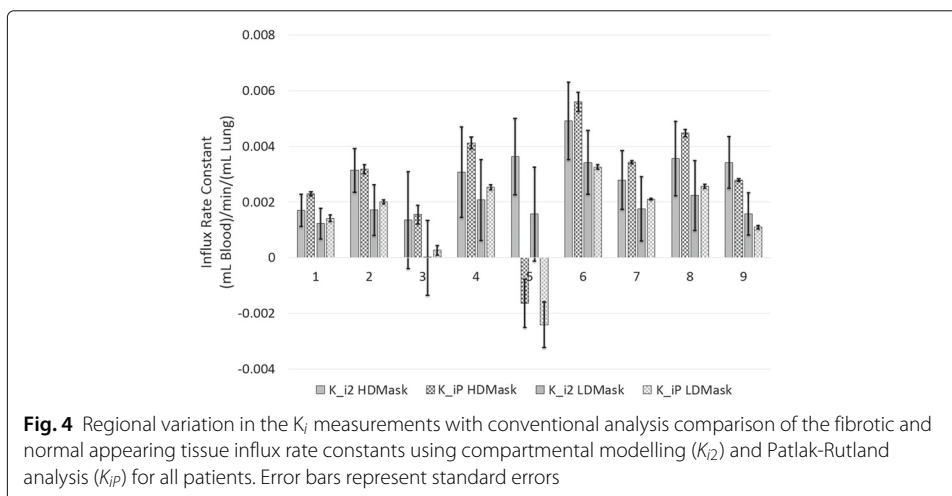 0.008
0.006
0.004
0.002
0
-0.002
-0.004
Influx Rate Constant
(mL Blood)/min/(mL Lung)
1 2 3 4 5 6 7 8 9
K_i2 HDMask K_iP HDMask K_i2 LDMask K_iP LDMask
Fig. 4 Regional variation in the Ki measurements with conventional analysis comparison of the fibrotic and
normal appearing tissue influx rate constants using compartmental modelling (Ki2) and Patlak-Rutland
analysis (KiP) for all patients. Error bars represent standard errors